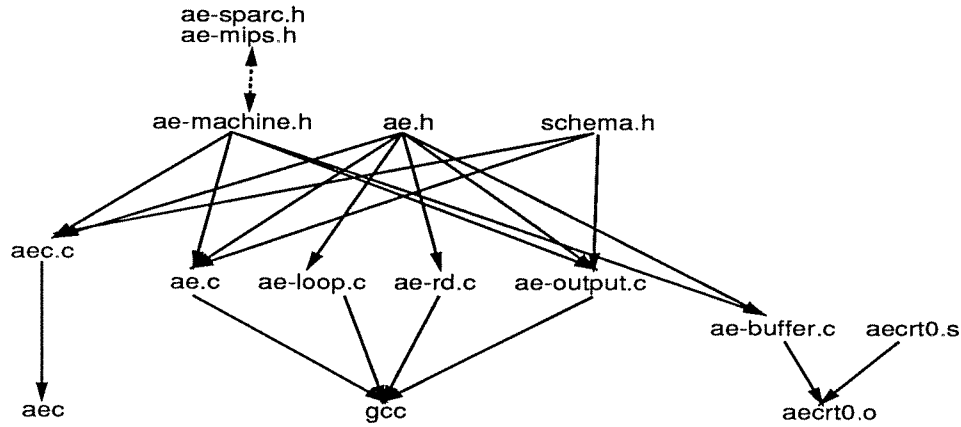 ae-sparc.h
ae-mips.h
ae-machine.h ae.h schema.h
aec.c
ae.c ae-loop.c ae-rd.c ae-output.c
ae-buffer.c aecrt0.s
aec gcc aecrt0.o